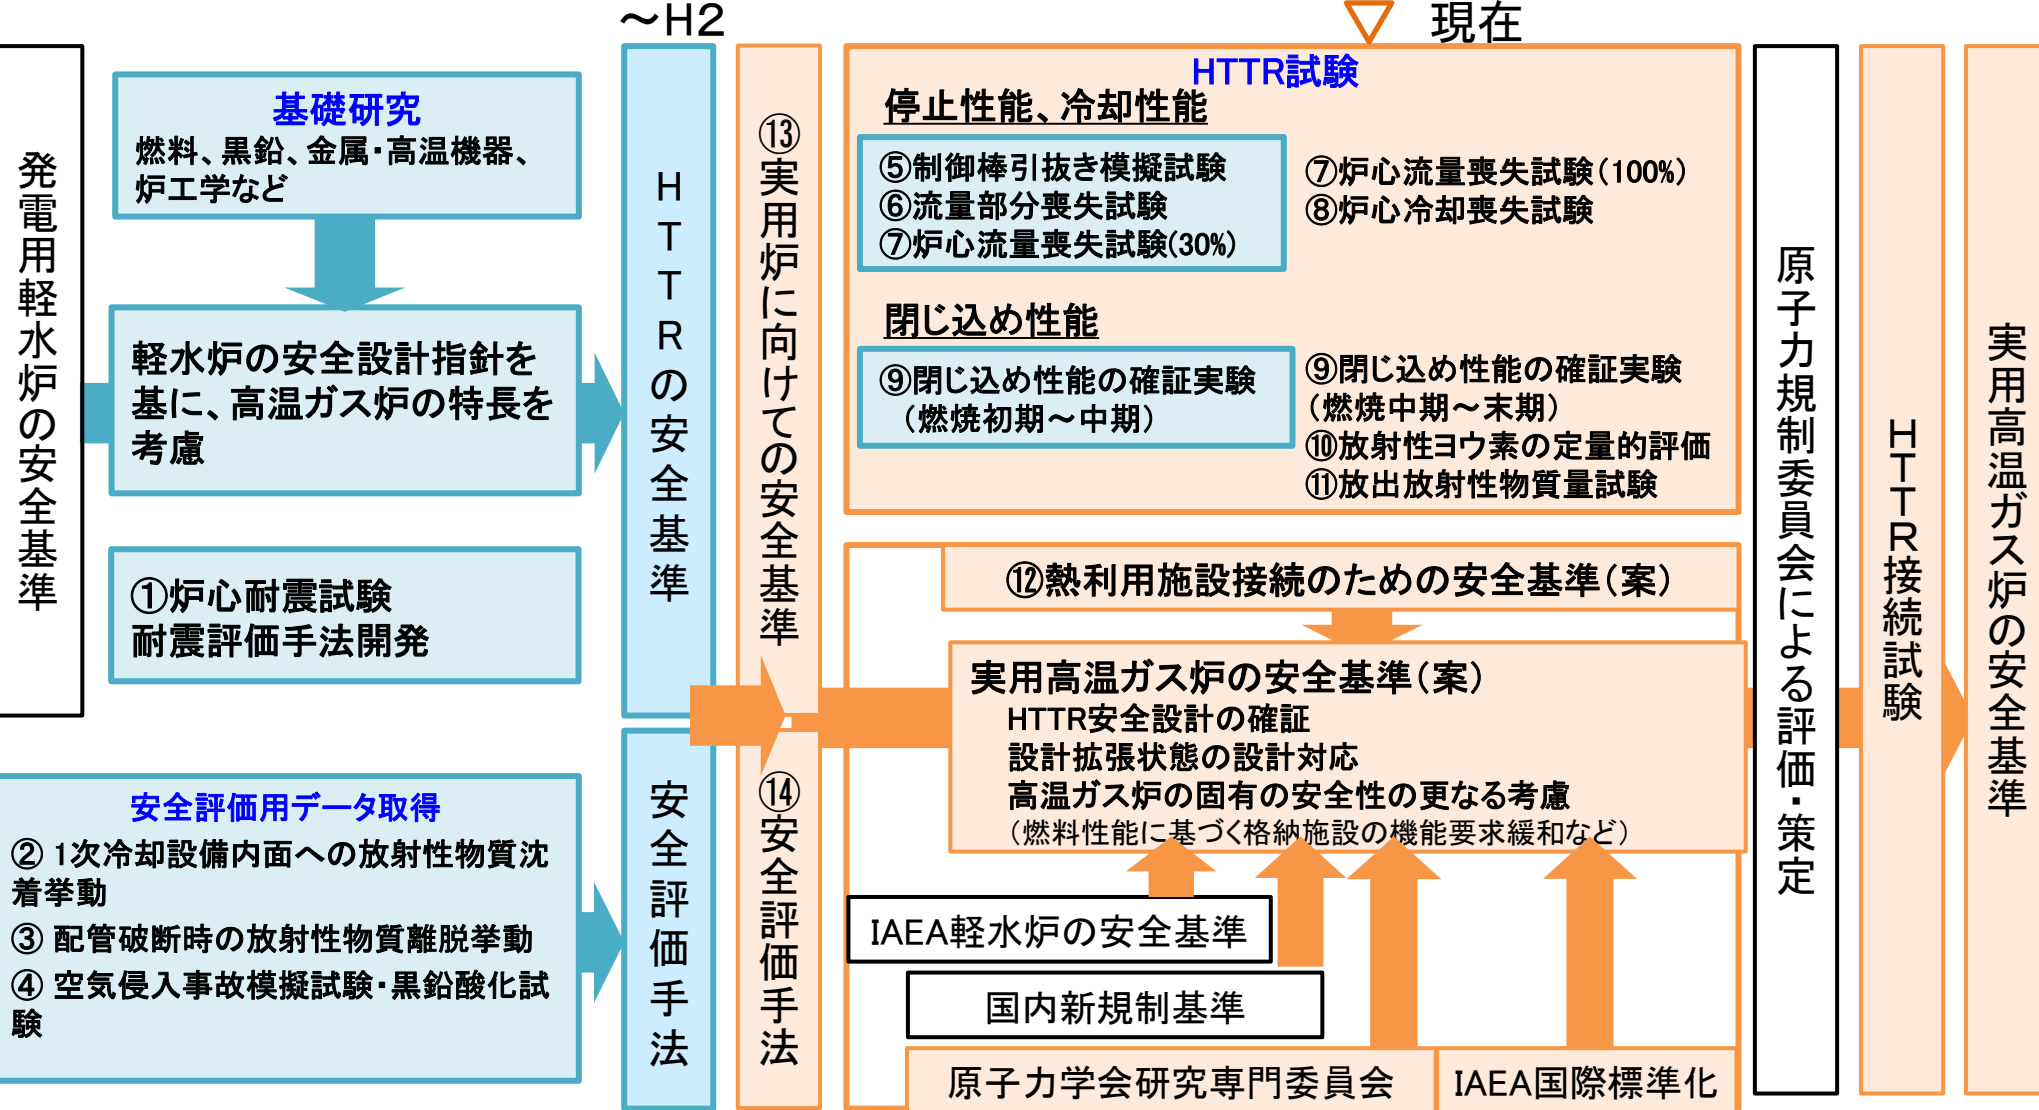 ～H2
現在
発電用軽水炉の安全基準
基礎研究
燃料、黒鉛、金属・高温機器、
炉工学など
軽水炉の安全設計指針を
基に、高温ガス炉の特長を
考慮
①炉心耐震試験
耐震評価手法開発
安全評価用データ取得
② 1次冷却設備内面への放射性物質沈
着挙動
③ 配管破断時の放射性物質離脱挙動
④ 空気侵入事故模擬試験・黒鉛酸化試
験
HTTRの安全基準
安全評価手法
⑬実用炉に向けての安全基準
⑭安全評価手法
HTTR試験
停止性能、冷却性能
⑤制御棒引抜き模擬試験
⑥流量部分喪失試験
⑦炉心流量喪失試験(30%)
⑦炉心流量喪失試験(100%)
⑧炉心冷却喪失試験
閉じ込め性能
⑨閉じ込め性能の確証実験
（燃焼初期～中期）
⑨閉じ込め性能の確証実験
（燃焼中期～末期）
⑩放射性ヨウ素の定量的評価
⑪放出放射性物質量試験
⑫熱利用施設接続のための安全基準（案）
実用高温ガス炉の安全基準（案）
HTTR安全設計の確証
設計拡張状態の設計対応
高温ガス炉の固有の安全性の更なる考慮
（燃料性能に基づく格納施設の機能要求緩和など）
IAEA軽水炉の安全基準
国内新規制基準
原子力学会研究専門委員会
IAEA国際標準化
原子力規制委員会による評価・策定
HTTR接続試験
実用高温ガス炉の安全基準